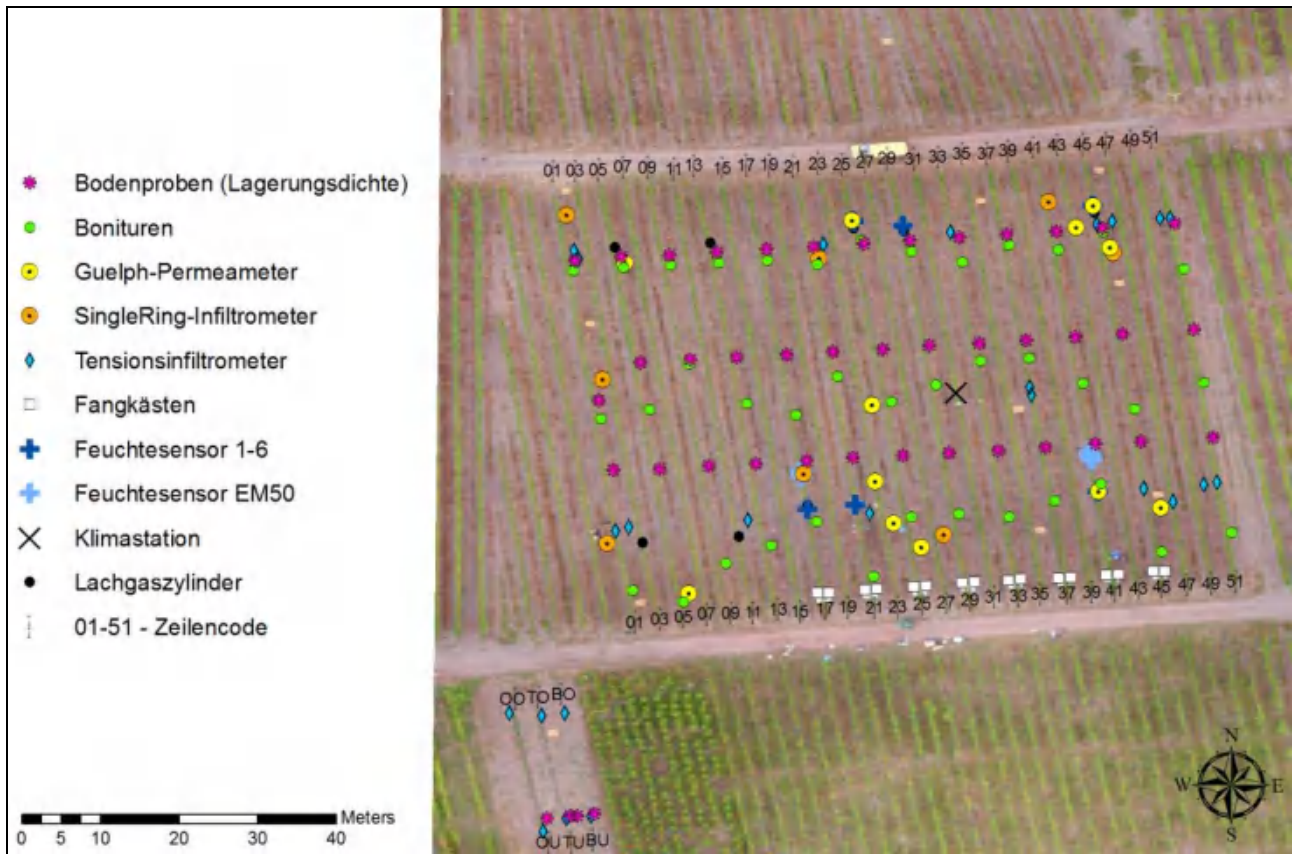 Bodenproben (Lagerungsdichte)
Bonituren
Guelph-Permeameter
SingleRing-Infiltrometer
Tensionsinfiltrometer
Fangkästen
Feuchtesensor 1-6
Feuchtesensor EM50
Klimastation
Lachgaszylinder
01-51 - Zeilencode
01 03 05 07 09 11 13 15 17 19 21 23 25 27 29 31 33 35 37 39 41 43 45 47 49 51
01 03 05 07 09 11 13 15 17 19 21 23 25 27 29 31 33 35 37 39 41 43 45 47 49 51
OO TO BO
OU TU BU
Meters
0 5 10 20 30 40
N
W E
S